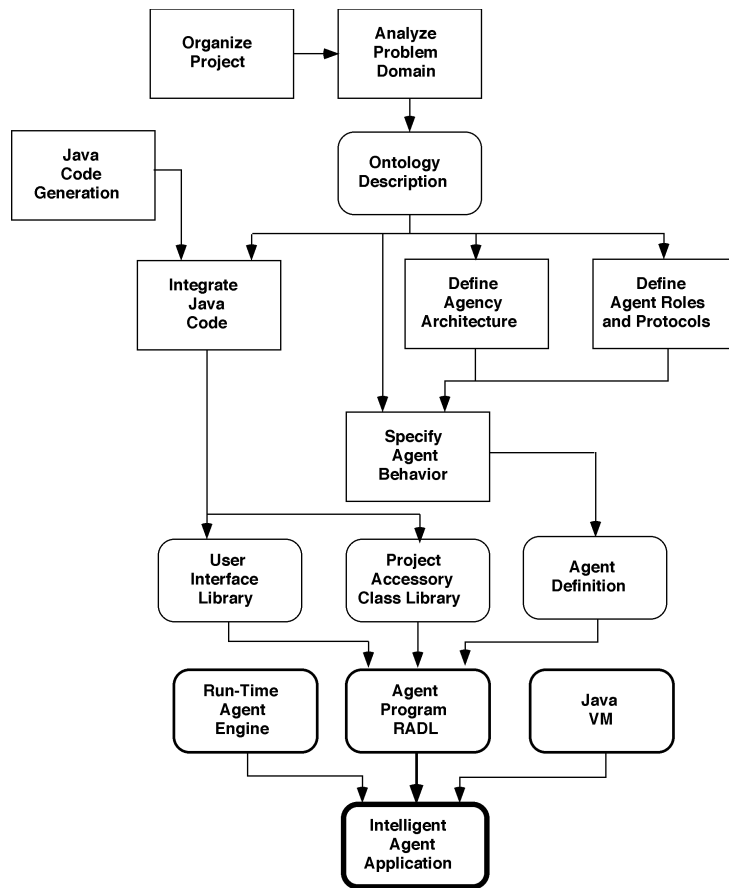 Organize
Project
Analyze
Problem
Domain
Java
Code
Generation
Ontology
Description
Integrate
Java
Code
Define
Agency
Architecture
Define
Agent Roles
and Protocols
Specify
Agent
Behavior
User
Interface
Library
Project
Accessory
Class Library
Agent
Definition
Run-Time
Agent
Engine
Agent
Program
RADL
Java
VM
Intelligent
Agent
Application